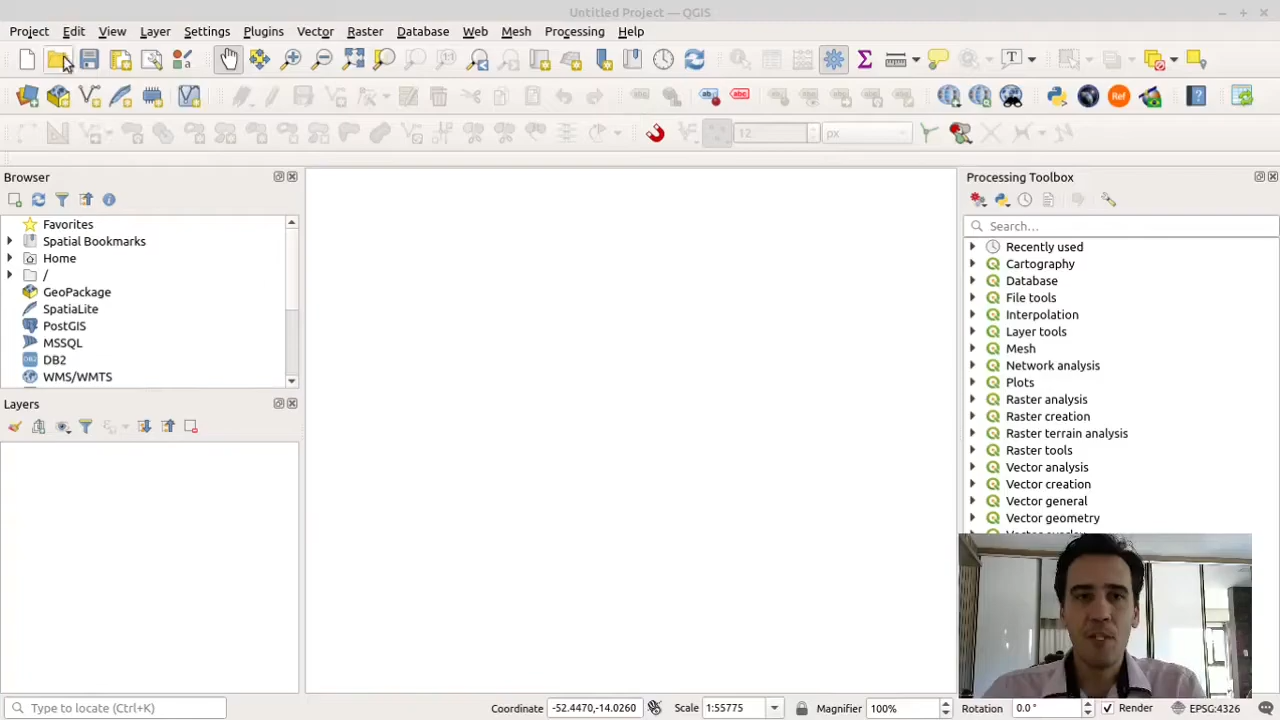 Untitled Project — QGIS
Project Edit View Layer Settings Plugins Vector Raster Database Web Mesh Processing Help
12 px
Browser
Favorites
Spatial Bookmarks
Home
/
GeoPackage
SpatiaLite
PostGIS
MSSQL
DB2
WMS/WMTS
Layers
Processing Toolbox
Search…
Recently used
Cartography
Database
File tools
Interpolation
Layer tools
Mesh
Network analysis
Plots
Raster analysis
Raster creation
Raster terrain analysis
Raster tools
Vector analysis
Vector creation
Vector general
Vector geometry
Type to locate (Ctrl+K) Coordinate -52.4470,-14.0260 Scale 1:55775 Magnifier 100% Rotation 0.0 ° Render EPSG:4326